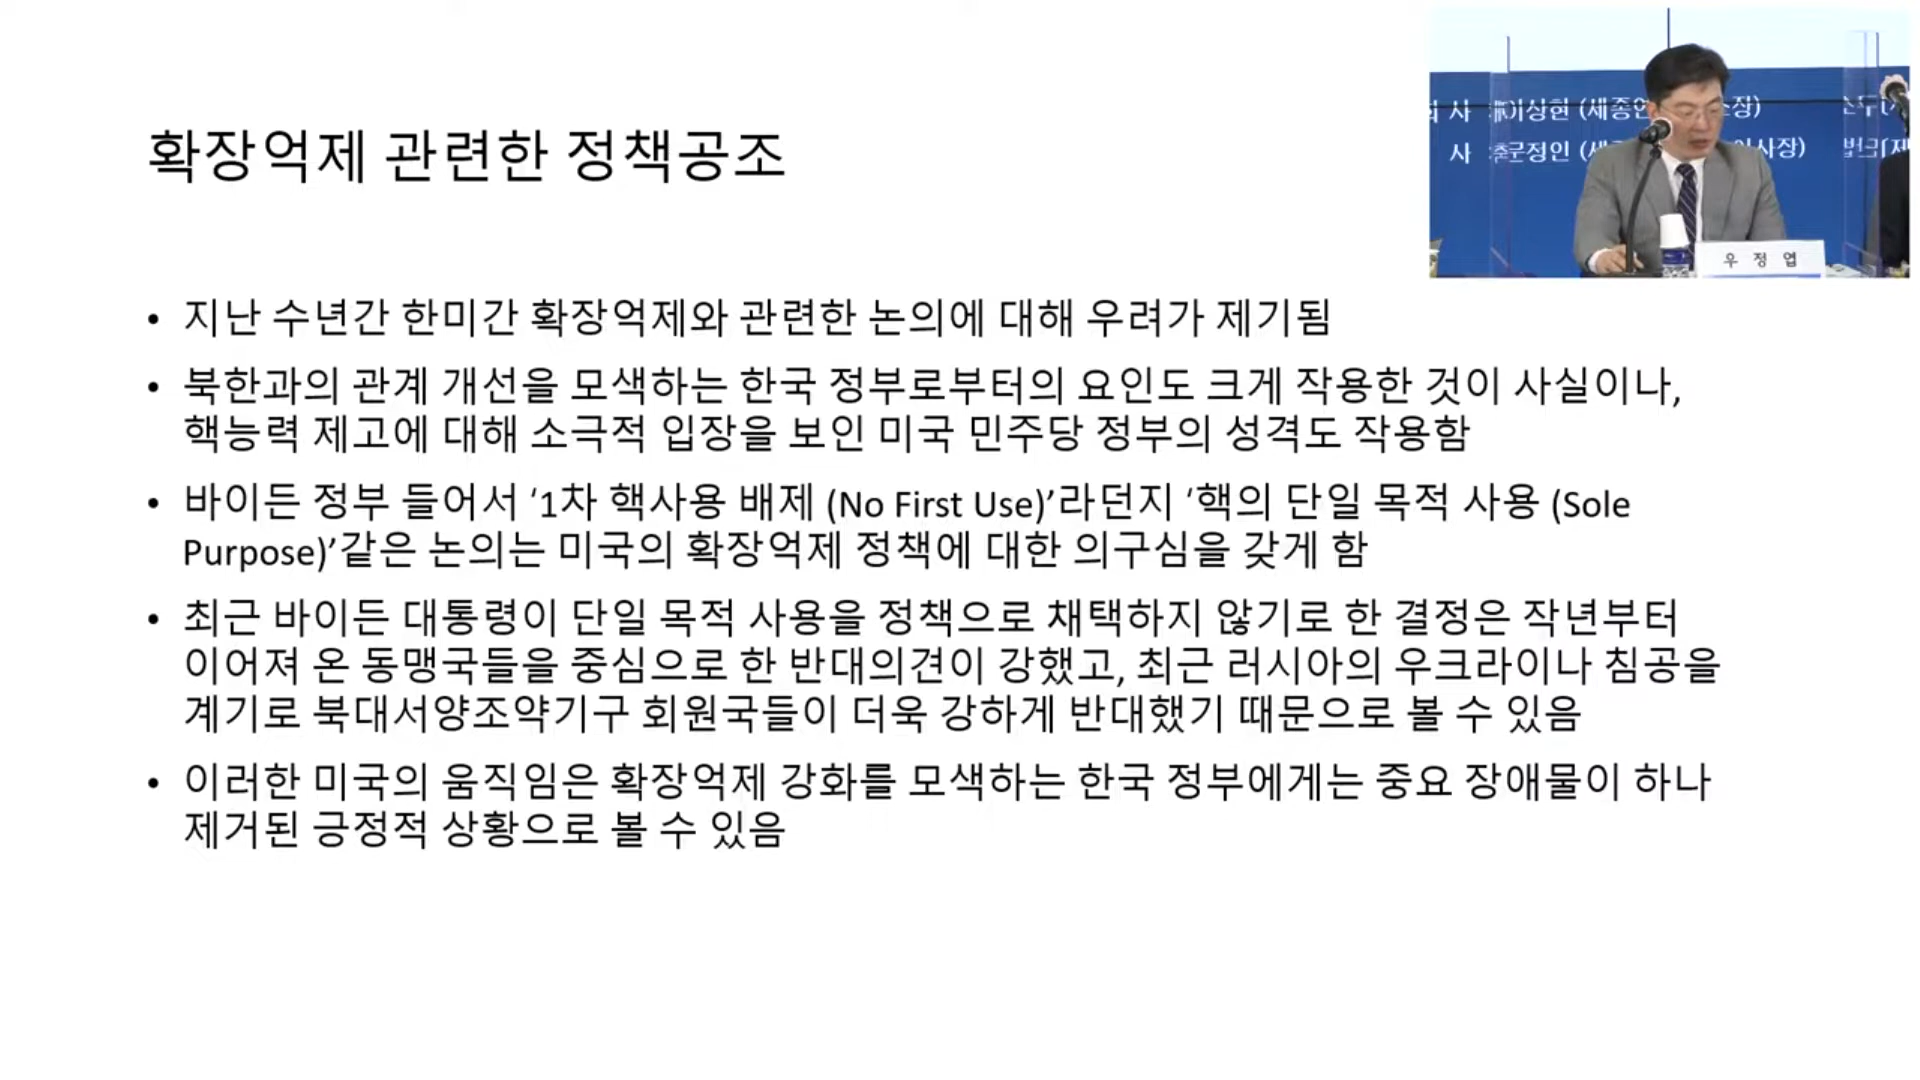 확장억제 관련한 정책공조
• 지난 수년간 한미간 확장억제와 관련한 논의에 대해 우려가 제기됨
• 북한과의 관계 개선을 모색하는 한국 정부로부터의 요인도 크게 작용한 것이 사실이나,
핵능력 제고에 대해 소극적 입장을 보인 미국 민주당 정부의 성격도 작용함
• 바이든 정부 들어서 ‘1차 핵사용 배제 (No First Use)’라던지 ‘핵의 단일 목적 사용 (Sole
Purpose)’같은 논의는 미국의 확장억제 정책에 대한 의구심을 갖게 함
• 최근 바이든 대통령이 단일 목적 사용을 정책으로 채택하지 않기로 한 결정은 작년부터
이어져 온 동맹국들을 중심으로 한 반대의견이 강했고, 최근 러시아의 우크라이나 침공을
계기로 북대서양조약기구 회원국들이 더욱 강하게 반대했기 때문으로 볼 수 있음
• 이러한 미국의 움직임은 확장억제 강화를 모색하는 한국 정부에게는 중요 장애물이 하나
제거된 긍정적 상황으로 볼 수 있음
사 이상현 (세종연 장)
사 문정인 ( 이사장)
우 정 엽